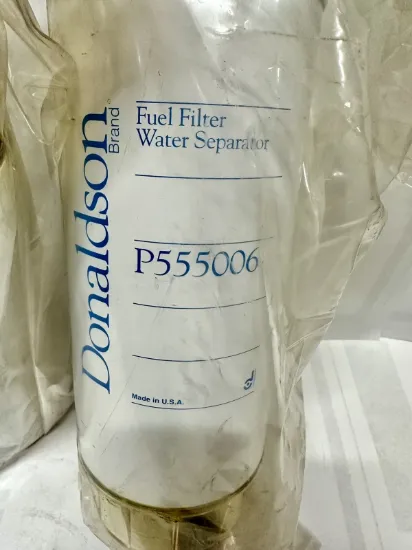 Donaldson
Brand
Fuel Filter
Water Separator
P555006
Made in U.S.A.